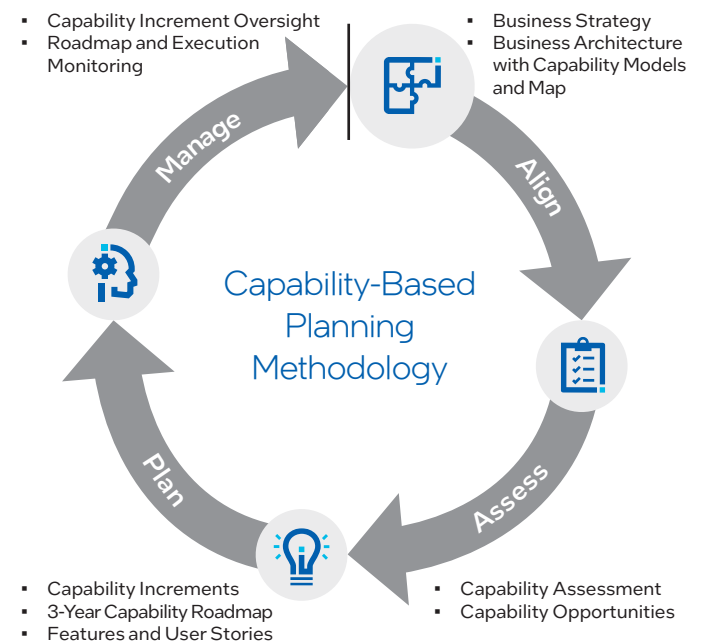 ▪ Capability Increment Oversight
▪ Roadmap and Execution
Monitoring
▪ Business Strategy
▪ Business Architecture
with Capability Models
and Map
Manage
Align
Capability-Based
Planning
Methodology
Plan
Assess
▪ Capability Increments
▪ 3-Year Capability Roadmap
▪ Features and User Stories
▪ Capability Assessment
▪ Capability Opportunities